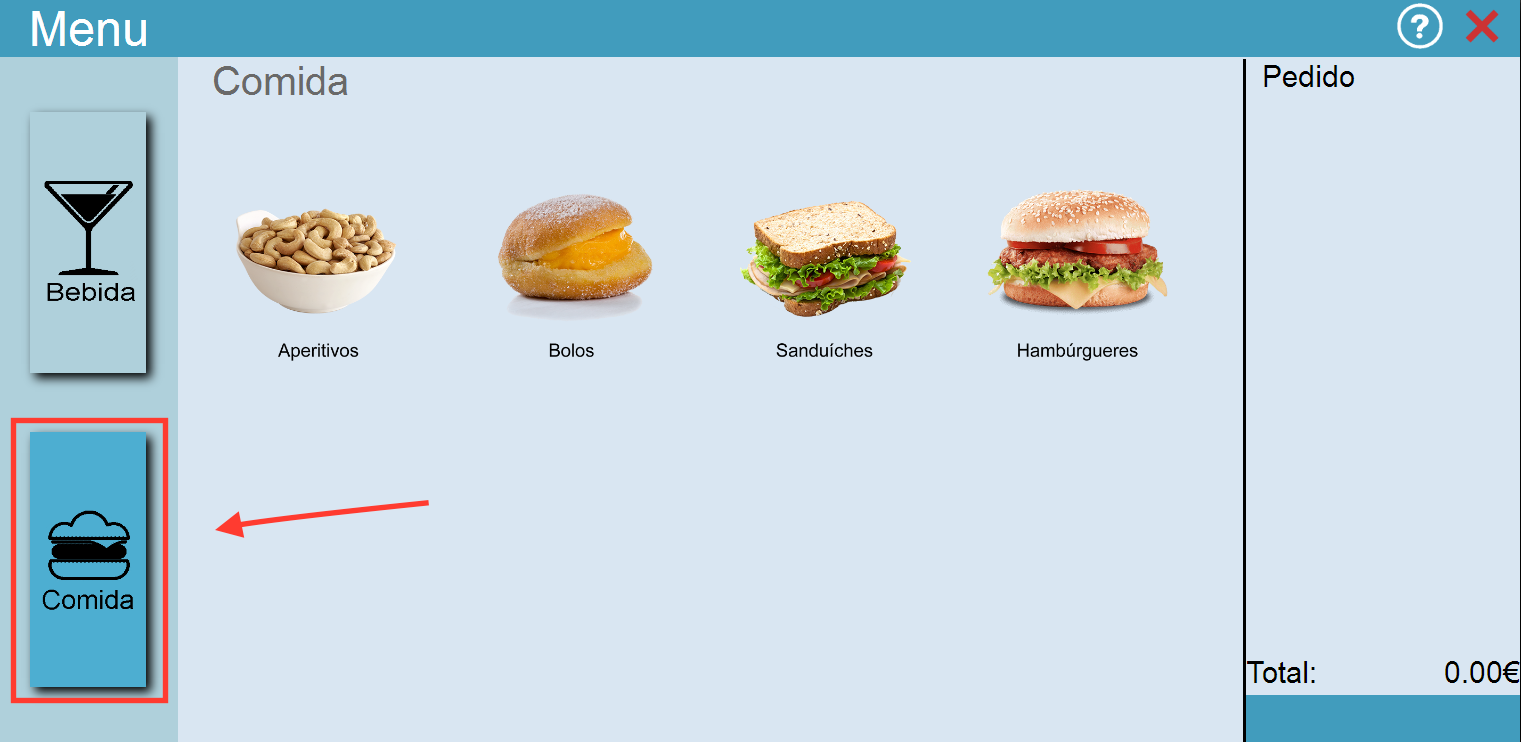 Menu
?
Bebida
Comida
Comida
Aperitivos
Bolos
Sanduíches
Hambúrgueres
Pedido
Total: 0.00€